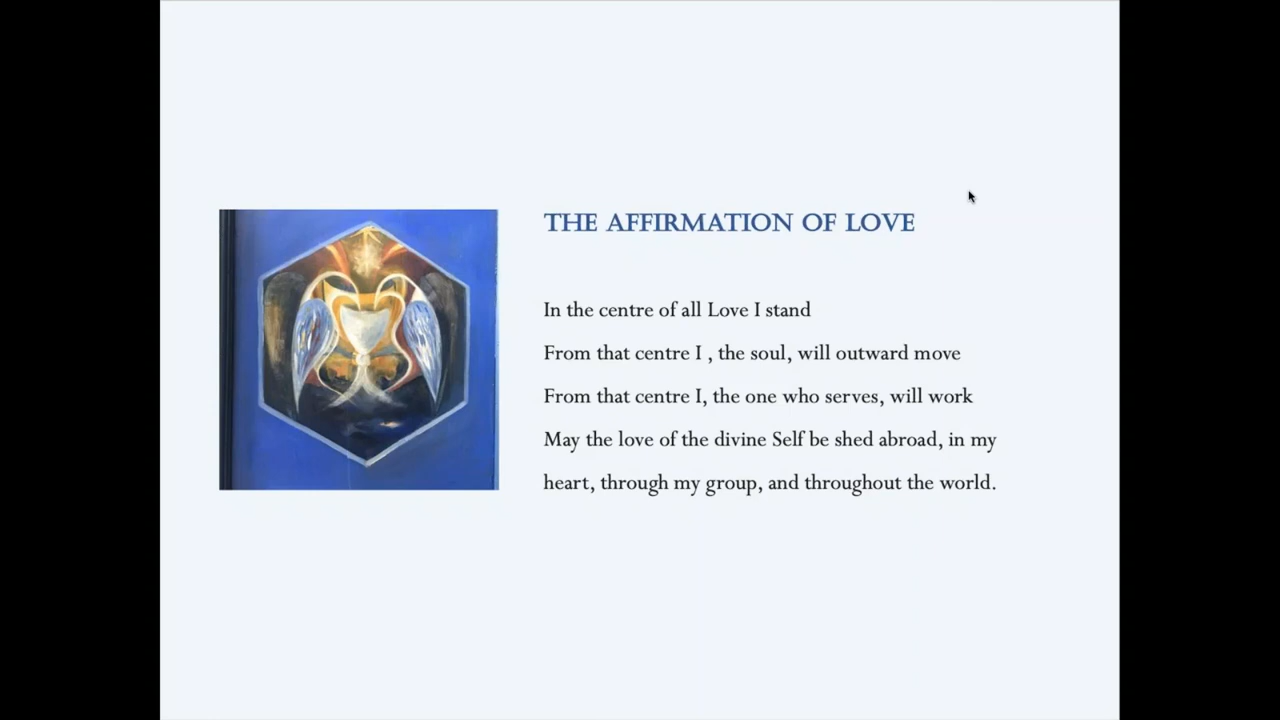 THE AFFIRMATION OF LOVE
In the centre of all Love I stand
From that centre I , the soul, will outward move
From that centre I, the one who serves, will work
May the love of the divine Self be shed abroad, in my
heart, through my group, and throughout the world.